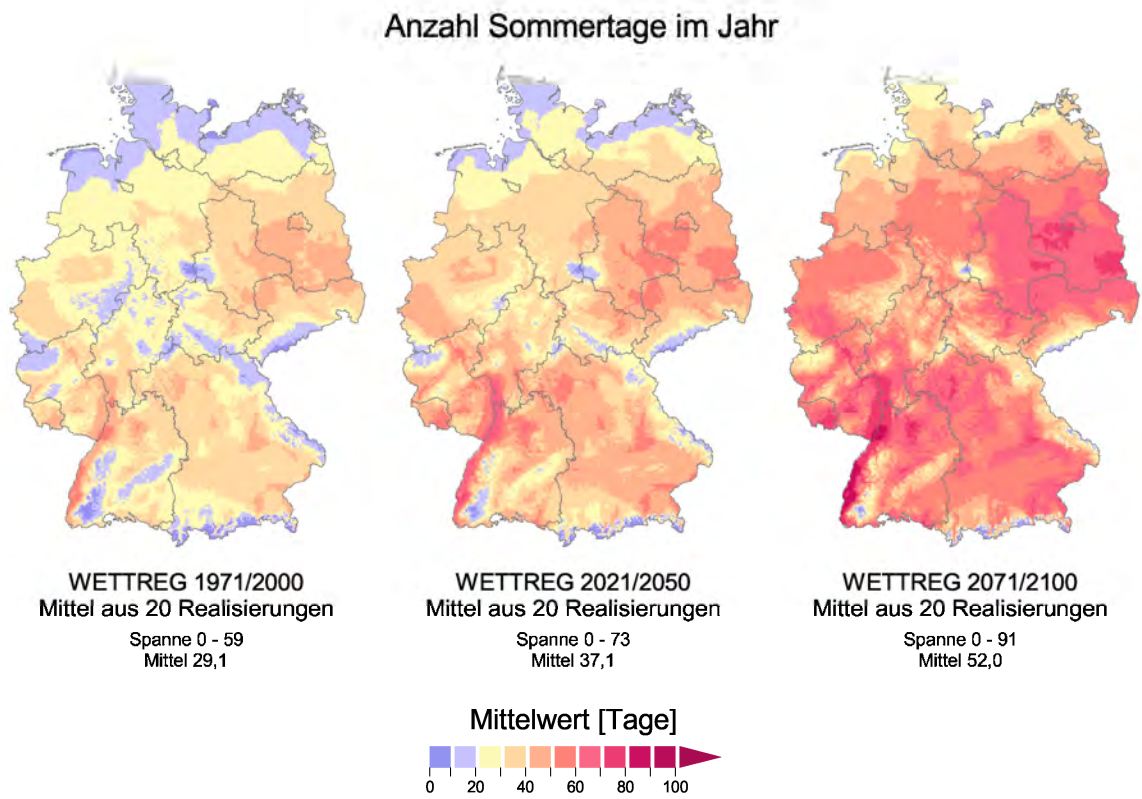 Anzahl Sommertage im Jahr
WETTREG 1971/2000
Mittel aus 20 Realisierungen
Spanne 0 - 59
Mittel 29,1
WETTREG 2021/2050
Mittel aus 20 Realisierungen
Spanne 0 - 73
Mittel 37,1
WETTREG 2071/2100
Mittel aus 20 Realisierungen
Spanne 0 - 91
Mittel 52,0
Mittelwert [Tage]
0 20 40 60 80 100